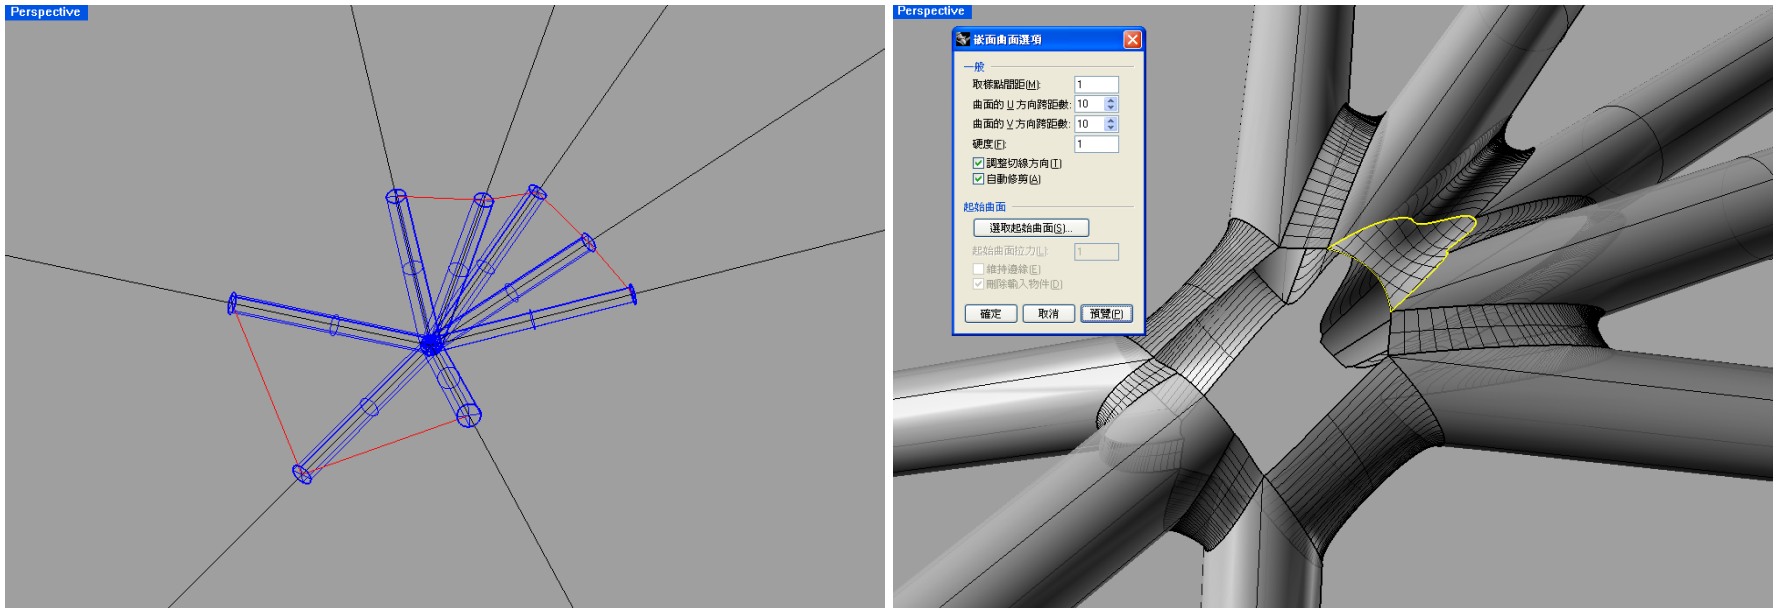 Perspective
Perspective
嵌面曲面選項
一般
取樣點間距(M): 1
曲面的 U 方向跨距數: 10
曲面的 V 方向跨距數: 10
硬度(F): 1
調整切線方向(T)
自動修剪(A)
起始曲面
選取起始曲面(S)...
起始曲面拉力(L): 1
維持邊緣(E)
刪除輸入物件(D)
確定 取消 預覽(P)